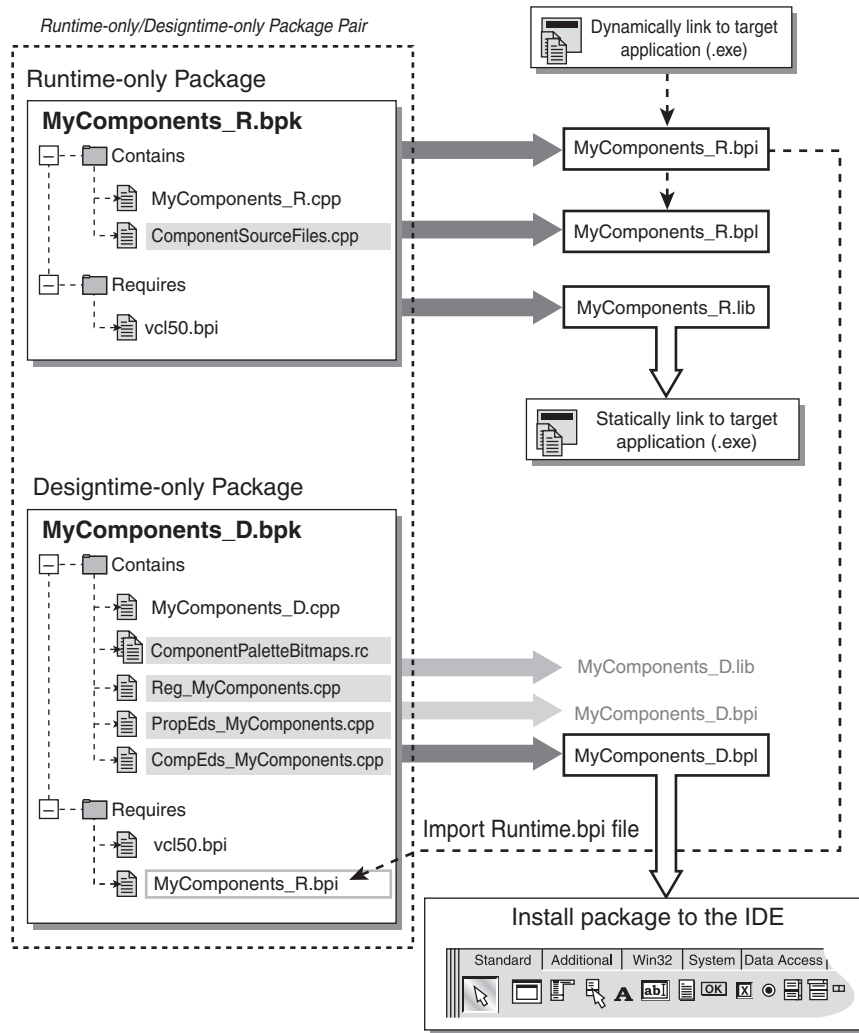 Runtime-only/Designtime-only Package Pair
Runtime-only Package
MyComponents_R.bpk
Contains
MyComponents_R.cpp
ComponentSourceFiles.cpp
Requires
vcl50.bpi
Dynamically link to target
application (.exe)
MyComponents_R.bpi
MyComponents_R.bpl
MyComponents_R.lib
Statically link to target
application (.exe)
Designtime-only Package
MyComponents_D.bpk
Contains
MyComponents_D.cpp
ComponentPaletteBitmaps.rc
Reg_MyComponents.cpp
PropEds_MyComponents.cpp
CompEds_MyComponents.cpp
Requires
vcl50.bpi
MyComponents_R.bpi
MyComponents_D.lib
MyComponents_D.bpi
MyComponents_D.bpl
Import Runtime.bpi file
Install package to the IDE
Standard Additional Win32 System Data Access
A ab OK X